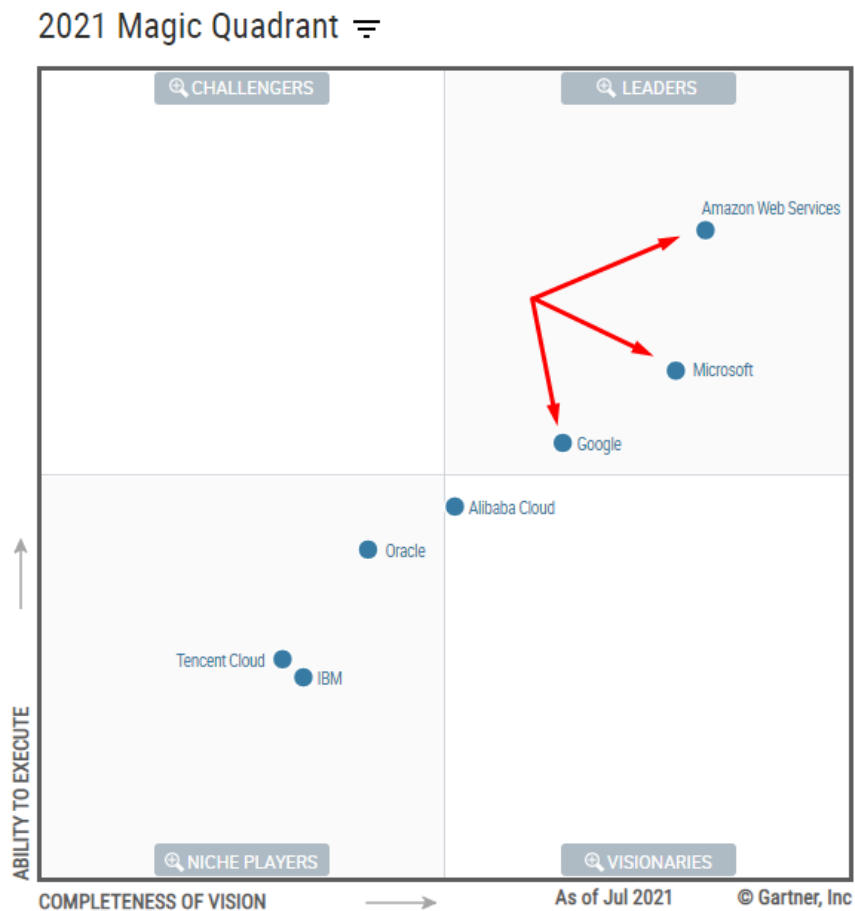 2021 Magic Quadrant
CHALLENGERS
LEADERS
Amazon Web Services
Microsoft
Google
Alibaba Cloud
Oracle
Tencent Cloud
IBM
ABILITY TO EXECUTE
NICHE PLAYERS
VISIONARIES
COMPLETENESS OF VISION
As of Jul 2021
© Gartner, Inc